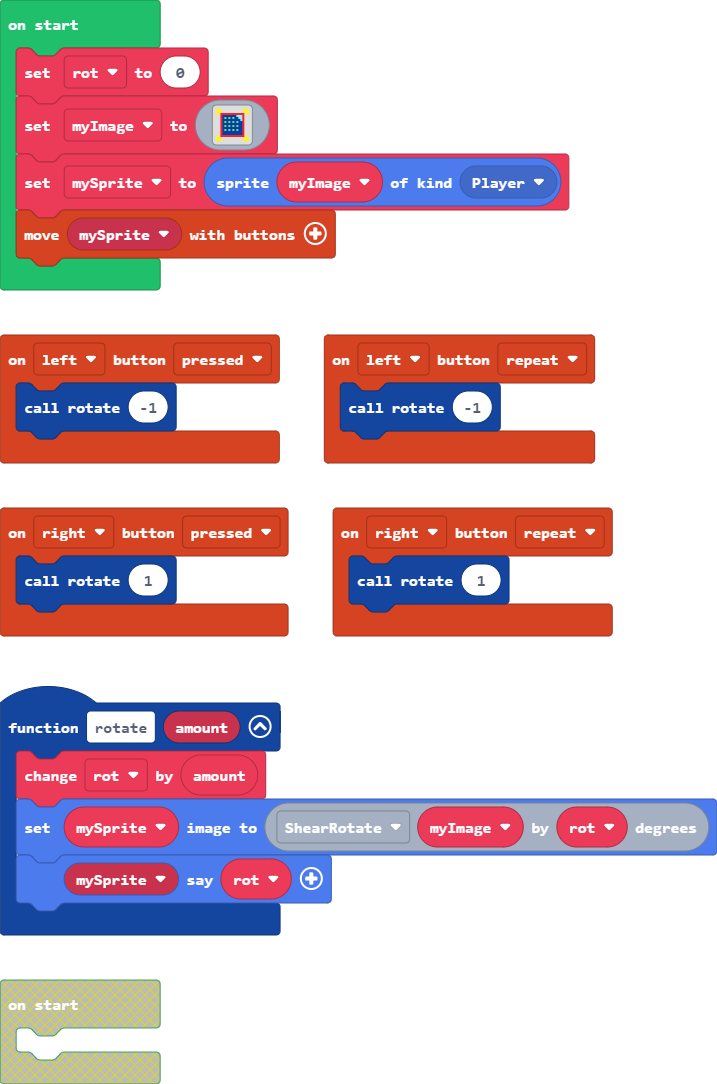 on start
set rot to 0
set myImage to
set mySprite to sprite myImage of kind Player
move mySprite with buttons
on left button pressed
call rotate -1
on left button repeat
call rotate -1
on right button pressed
call rotate 1
on right button repeat
call rotate 1
function rotate amount
change rot by amount
set mySprite image to ShearRotate myImage by rot degrees
mySprite say rot
on start